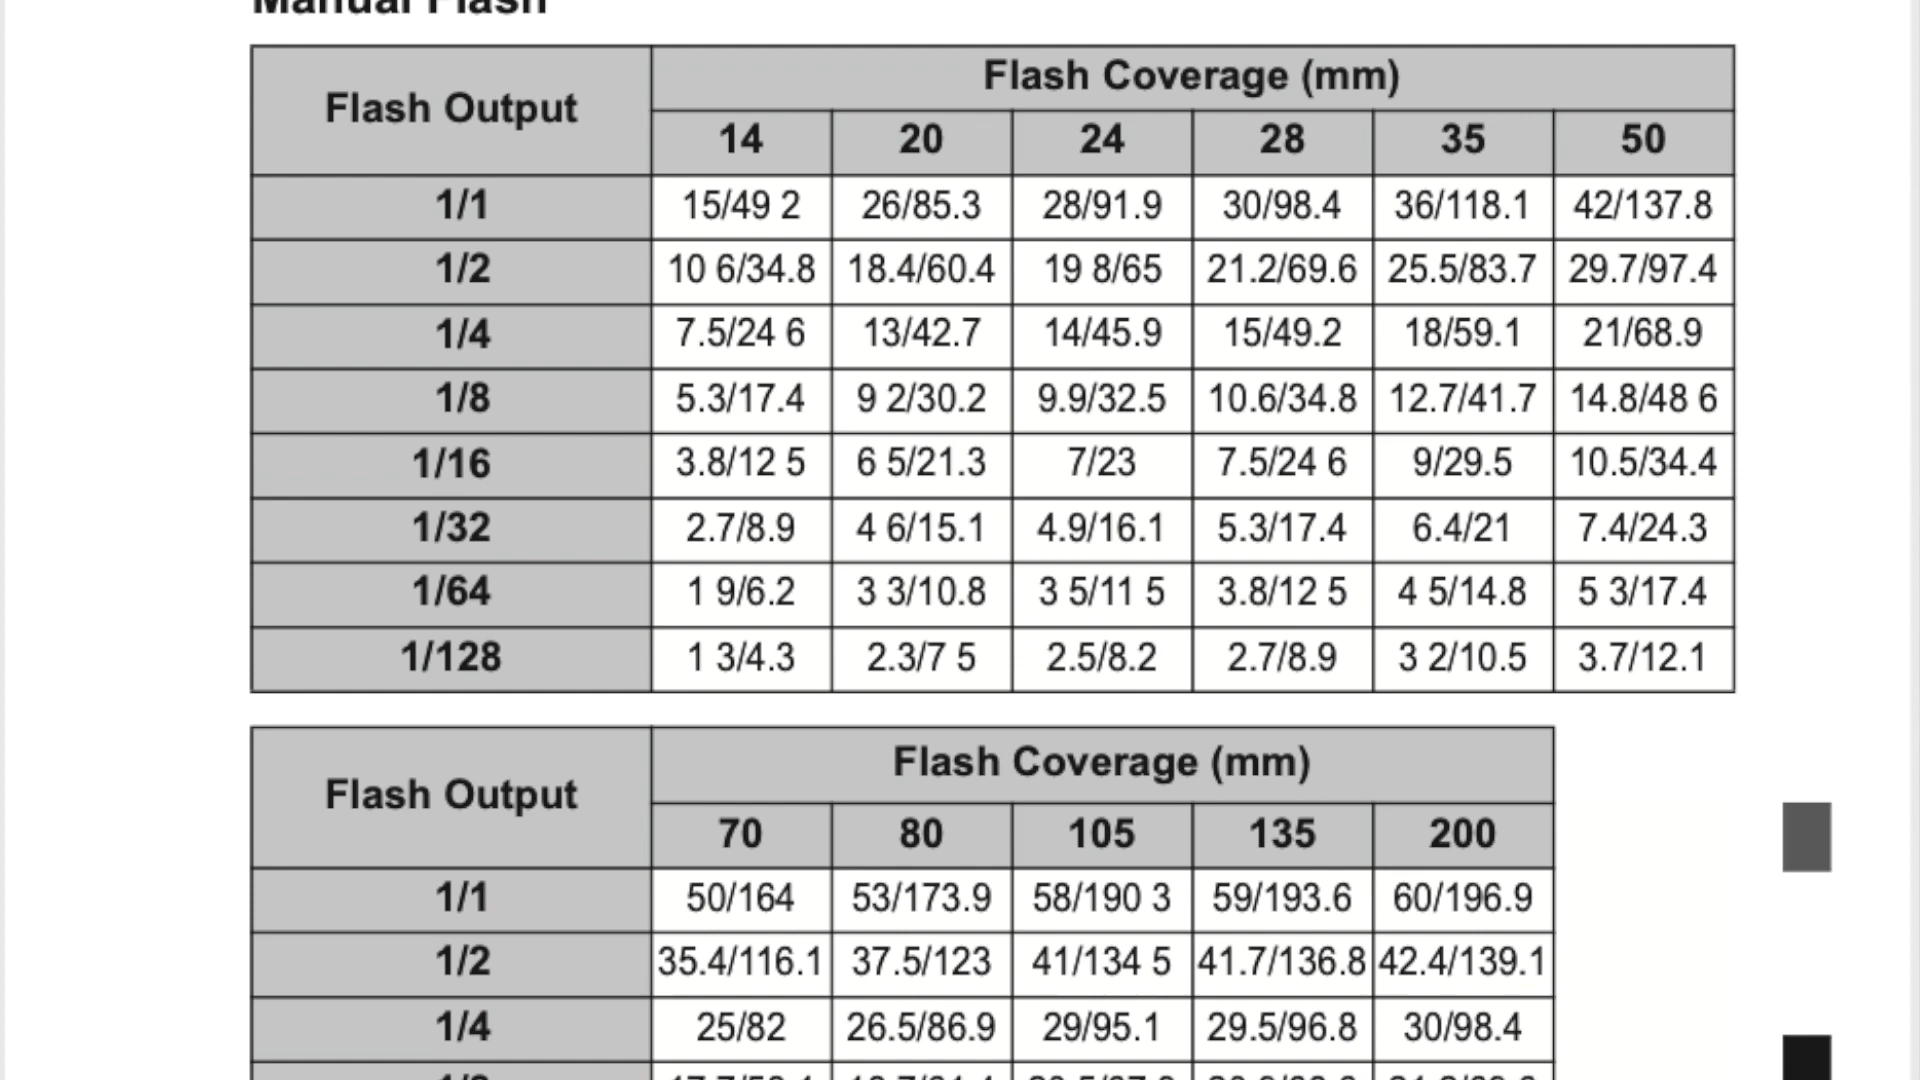 Manual Flash
Flash Output Flash Coverage (mm)
14 20 24 28 35 50
1/1 15/49 2 26/85.3 28/91.9 30/98.4 36/118.1 42/137.8
1/2 10 6/34.8 18.4/60.4 19 8/65 21.2/69.6 25.5/83.7 29.7/97.4
1/4 7.5/24 6 13/42.7 14/45.9 15/49.2 18/59.1 21/68.9
1/8 5.3/17.4 9 2/30.2 9.9/32.5 10.6/34.8 12.7/41.7 14.8/48 6
1/16 3.8/12 5 6 5/21.3 7/23 7.5/24 6 9/29.5 10.5/34.4
1/32 2.7/8.9 4 6/15.1 4.9/16.1 5.3/17.4 6.4/21 7.4/24.3
1/64 1 9/6.2 3 3/10.8 3 5/11 5 3.8/12 5 4 5/14.8 5 3/17.4
1/128 1 3/4.3 2.3/7 5 2.5/8.2 2.7/8.9 3 2/10.5 3.7/12.1
Flash Output Flash Coverage (mm)
70 80 105 135 200
1/1 50/164 53/173.9 58/190 3 59/193.6 60/196.9
1/2 35.4/116.1 37.5/123 41/134 5 41.7/136.8 42.4/139.1
1/4 25/82 26.5/86.9 29/95.1 29.5/96.8 30/98.4